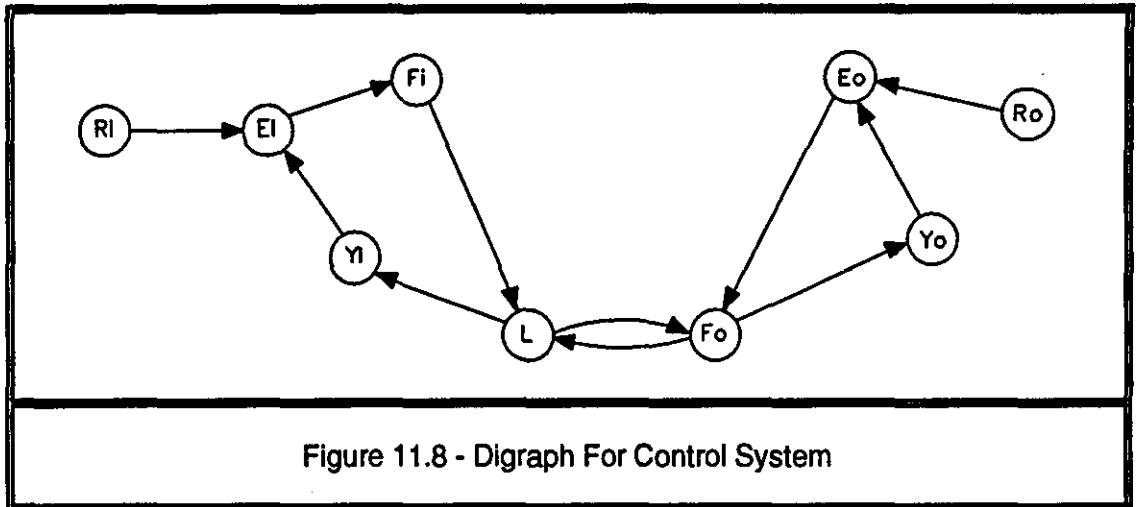 Fi
Eo
RI
EI
Ro
YI
Yo
L
Fo
Figure 11.8 - Digraph For Control System